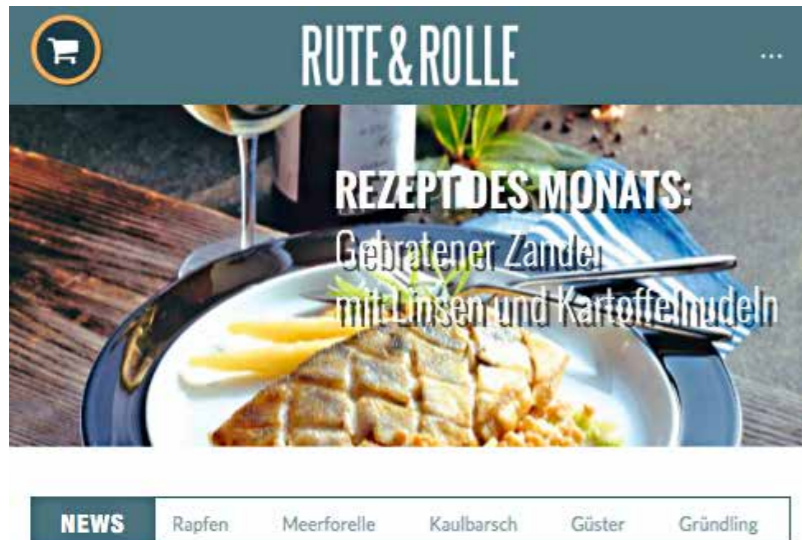 RUTE & ROLLE
...
REZEPT DES MONATS:
Gebratener Zander
mit Linsen und Kartoffelnudeln
NEWS Rapfen Meerforelle Kaulbarsch Güster Gründling